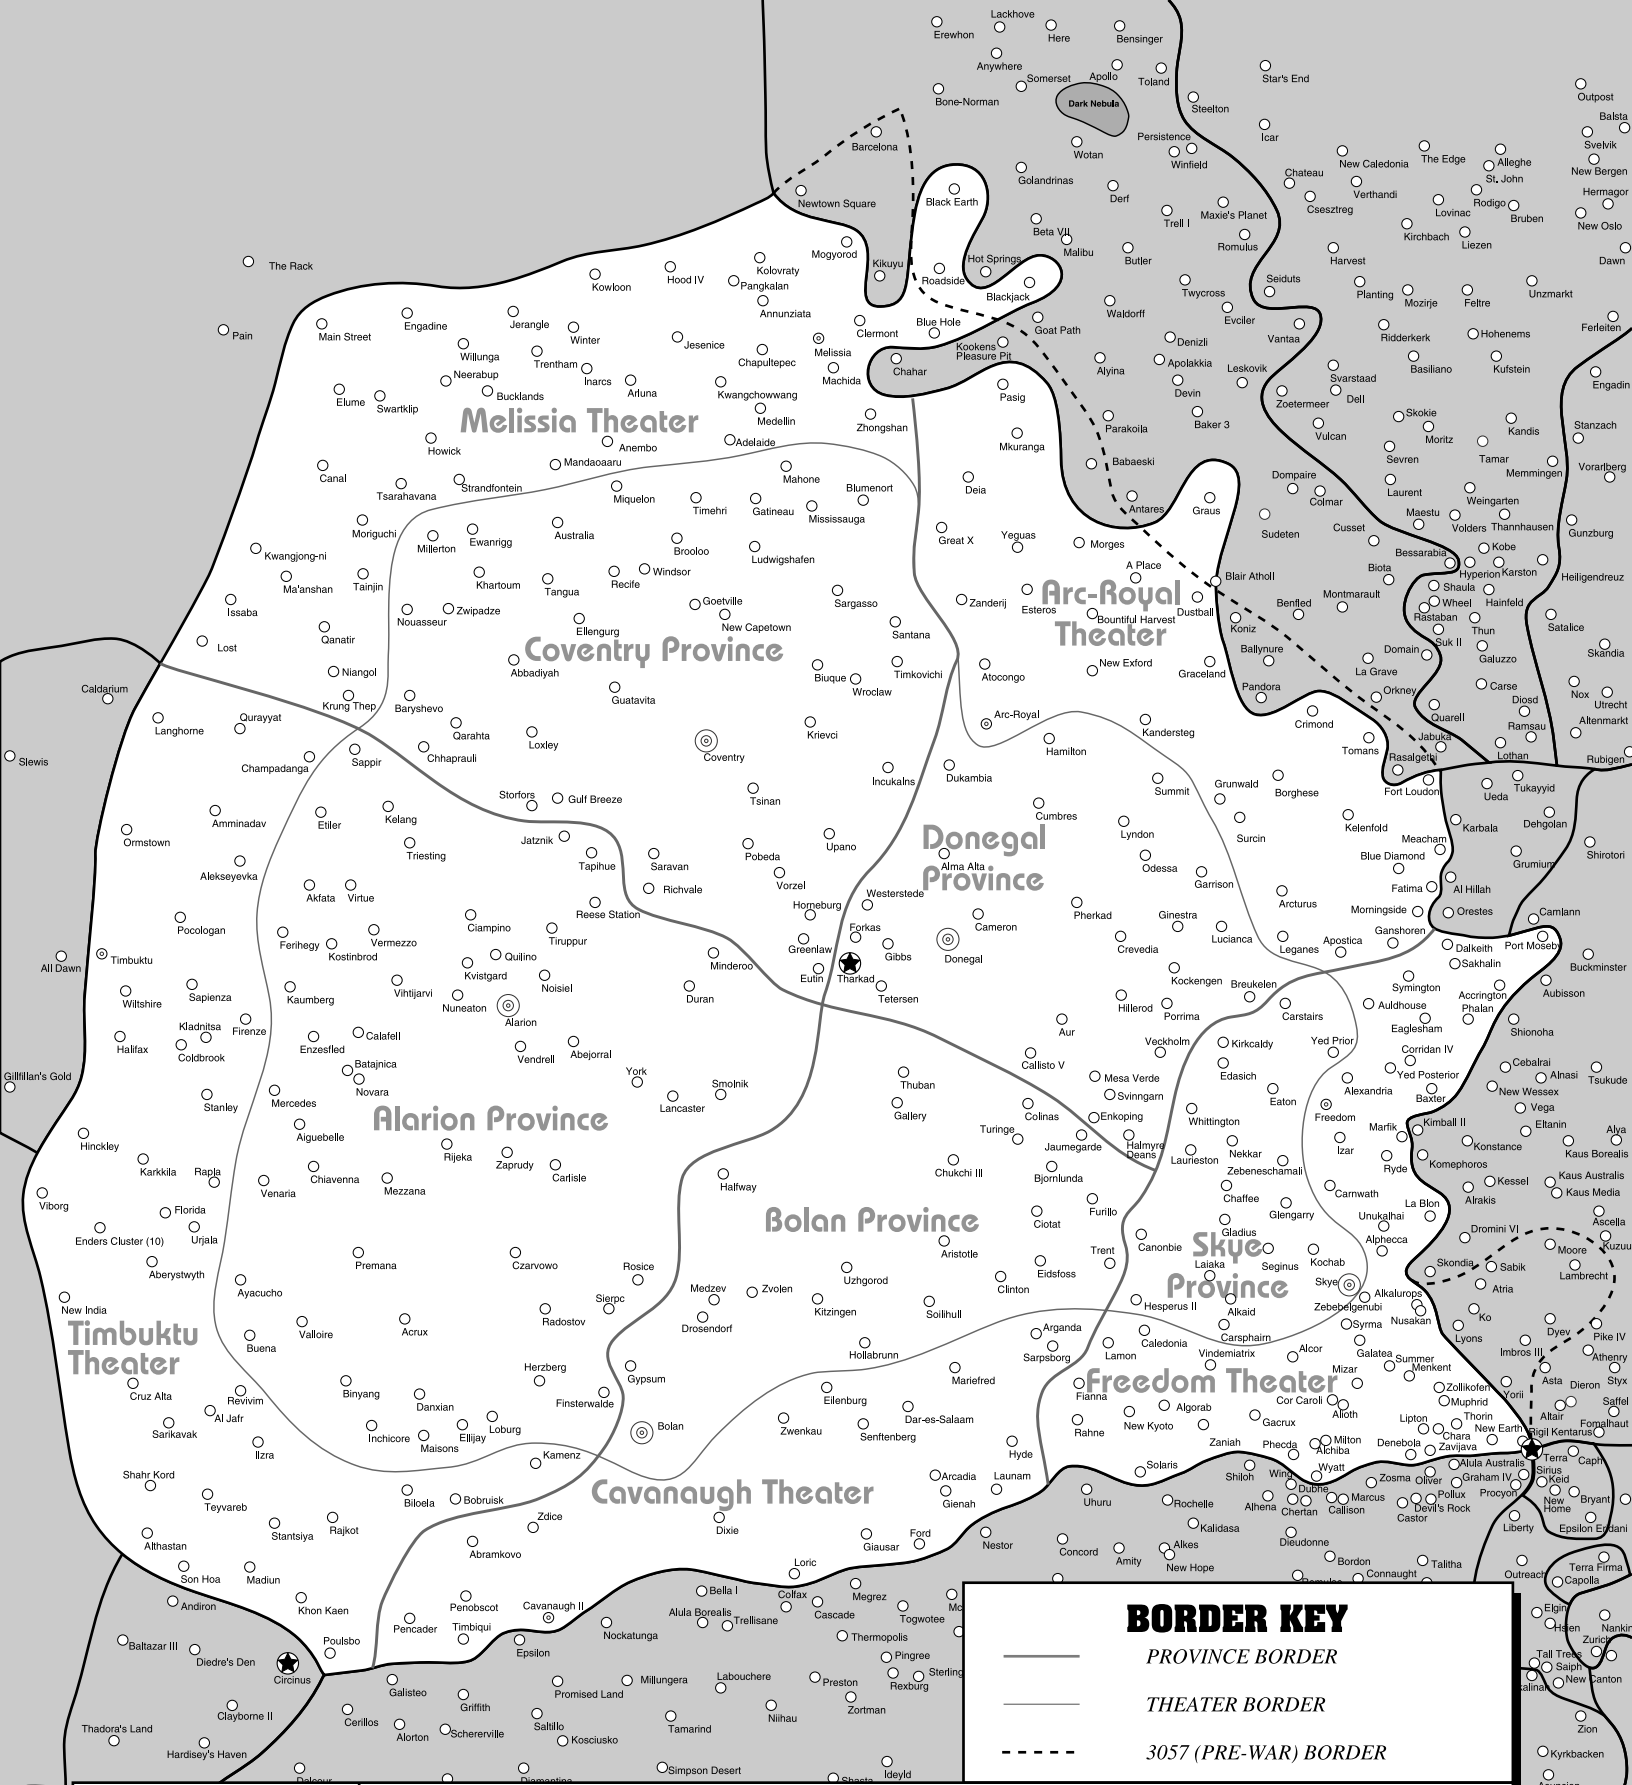 Lackhove
Erewhon
Here
Bensinger
Anywhere
Somerset
Apollo
Toland
Star's End
Bone-Norman
Dark Nebula
Steelton
Outpost
Balsta
Barcelona
Persistence
Icar
Svelvik
Wotan
Winfield
New Caledonia
The Edge
Alleghe
New Bergen
Golandrinas
Chateau
St. John
Newtown Square
Black Earth
Derf
Csesztreg
Verthandi
Lovinac
Rodigo
Hermagor
Bruben
Beta VII
Trell I
Maxie's Planet
Kirchbach
Liezen
New Oslo
Mogyorod
Malibu
Romulus
Butler
Harvest
Dawn
The Rack
Kowloon
Hood IV
Kolovraty
Pangkalan
Kikuyu
Hot Springs
Roadside
Blackjack
Twycross
Seiduts
Planting
Mozirje
Feltre
Unzmarkt
Annunziata
Waldorff
Evciler
Pain
Main Street
Engadine
Jerangle
Winter
Jesenice
Clermont
Blue Hole
Goat Path
Denizli
Vantaa
Ridderkerk
Hohenems
Ferleiten
Willunga
Trentham
Chapultepec
Melissia
Kookens
Pleasure Pit
Neerabup
Inarcs
Machida
Chahar
Alyina
Apolakkia
Leskovik
Basiliano
Kufstein
Elume
Swartklip
Bucklands
Arluna
Kwangchowwang
Pasig
Devin
Svarstaad
Engadin
Melissia Theater
Medellin
Zhongshan
Parakoila
Baker 3
Zoetermeer
Dell
Skokie
Howick
Anembo
Adelaide
Mkuranga
Vulcan
Moritz
Kandis
Stanzach
Canal
Mandaoaaru
Mahone
Babaeski
Sevren
Tamar
Memmingen
Vorarlberg
Tsarahavana
Strandfontein
Miquelon
Timehri
Gatineau
Mississauga
Blumenort
Deia
Antares
Graus
Dompaire
Colmar
Laurent
Weingarten
Moriguchi
Millerton
Ewanrigg
Australia
Brooloo
Ludwigshafen
Great X
Yeguas
Morges
Sudeten
Cusset
Maestu
Volders
Thannhausen
Gunzburg
Kwangjong-ni
Ma'anshan
Tainjin
Khartoum
Tangua
Recife
Windsor
A Place
Blair Atholl
Biota
Bessarabia
Kobe
Hyperion
Karston
Heiligendreuz
Arc-Royal
Theater
Issaba
Nouasseur
Zwipadze
Goetville
New Capetown
Sargasso
Zanderij
Esteros
Bountiful Harvest
Dustball
Benfled
Montmarault
Shaula
Wheel
Hainfeld
Rastaban
Lost
Qanatir
Ellengurg
Coventry Province
Santana
Koniz
Suk II
Thun
Satalice
Niangol
Abbadiyah
Biuque
Timkovichi
Atocongo
New Exford
Graceland
Ballynure
La Grave
Domain
Galuzzo
Skandia
Caldarium
Krung Thep
Baryshevo
Guatavita
Wroclaw
Pandora
Orkney
Carse
Nox
Utrecht
Langhorne
Qurayyat
Qarahta
Loxley
Krievci
Arc-Royal
Kandersteg
Crimond
Quarell
Diosd
Ramsau
Altenmarkt
Slewis
Champadanga
Sappir
Chhaprauli
Coventry
Hamilton
Tomans
Jabuka
Rasalgethi
Lothan
Rubigen
Incukalns
Dukambia
Summit
Grunwald
Borghese
Fort Loudon
Ueda
Tukayyid
Storfors
Gulf Breeze
Tsinan
Cumbres
Surcin
Kelenfold
Karbala
Dehgolan
Amminadav
Etiler
Kelang
Lyndon
Ormstown
Triesting
Jatznik
Upano
Donegal
Province
Meacham
Blue Diamond
Shirotori
Alekseyevka
Tapihue
Saravan
Pobeda
Alma Alta
Odessa
Garrison
Grumium
Akfata
Virtue
Richvale
Vorzel
Westerstede
Arcturus
Fatima
Al Hillah
Pocologan
Ciampino
Reese Station
Horneburg
Forkas
Cameron
Pherkad
Ginestra
Morningside
Orestes
Camlann
Ferihegy
Kostinbrod
Vermezzo
Tiruppur
Greenlaw
Gibbs
Donegal
Crevedia
Lucianca
Leganes
Apostica
Ganshoren
Dalkeith
Port Moseby
All Dawn
Timbuktu
Quilino
Kvistgard
Minderoo
Eutin
Tharkad
Sakhalin
Buckminster
Wiltshire
Sapienza
Kaumberg
Vihtijarvi
Nuneaton
Noisiel
Duran
Tetersen
Kockengen
Breukelen
Symington
Accrington
Aubisson
Kladnitsa
Firenze
Alarion
Hillerod
Porrima
Carstairs
Auldhouse
Phalan
Halifax
Coldbrook
Enzesfled
Calafell
Aur
Eaglesham
Shionoha
Vendrell
Abejorral
Callisto V
Veckholm
Kirkcaldy
Yed Prior
Corridan IV
Gillfillan's Gold
Batajnica
York
Smolnik
Thuban
Mesa Verde
Edasich
Yed Posterior
Cebalrai
Alnasi
Tsukude
Novara
Svinngarn
Alexandria
Baxter
New Wessex
Stanley
Mercedes
Lancaster
Gallery
Colinas
Enkoping
Whittington
Eaton
Freedom
Vega
Alarion Province
Hinckley
Aiguebelle
Turinge
Jaumegarde
Halmyre
Deans
Marfik
Kimball II
Konstance
Eltanin
Alya
Rijeka
Zaprudy
Nekkar
Izar
Kaus Borealis
Karkkila
Rapla
Venaria
Chiavenna
Mezzana
Carlisle
Halfway
Chukchi III
Bjornlunda
Laurieston
Zebeneschamali
Ryde
Komephoros
Viborg
Chaffee
Carnwath
Alrakis
Kessel
Kaus Australis
Kaus Media
Florida
Bolan Province
Ciotat
Furillo
Gladius
Glengarry
La Blon
Unukalhai
Ascella
Enders Cluster (10)
Urjala
Aristotle
Trent
Canonbie
Skye
Province
Alphecca
Dromini VI
Moore
Kuzuu
Aberystwyth
Premana
Czarvowo
Rosice
Uzhgorod
Eidsfoss
Laiaka
Seginus
Kochab
Skondia
Sabik
Lambrecht
Ayacucho
Medzev
Zvolen
Clinton
Skye
Atria
New India
Sierpc
Kitzingen
Soilihull
Hesperus II
Alkaid
Zebebelgenubi
Alkalurops
Nusakan
Ko
Valloire
Acrux
Radostov
Drosendorf
Arganda
Carsphairn
Syrma
Lyons
Dyev
Pike IV
Timbuktu
Theater
Buena
Hollabrunn
Sarpsborg
Lamon
Caledonia
Vindemiatrix
Alcor
Galatea
Imbros III
Athenry
Herzberg
Gypsum
Mariefred
Freedom Theater
Mizar
Summer
Menkent
Asta
Styx
Cruz Alta
Revirim
Binyang
Danxian
Finsterwalde
Eilenburg
Fianna
Cor Caroli
Zollikofen
Yorii
Dieron
Saffel
Al Jafr
Dar-es-Salaam
Algorab
Alioth
Muphrid
Altair
Sarikavak
Inchicore
Ellijay
Loburg
Bolan
Zwenkau
Senftenberg
Rahne
New Kyoto
Gacrux
Lipton
Thorin
Fomalhaut
Ilzra
Maisons
Zaniah
Phecda
Milton
Chara
New Earth
Rigil Kentarus
Kamenz
Hyde
Alchiba
Denebola
Zavijava
Terra
Caph
Shahr Kord
Cavanaugh Theater
Arcadia
Launam
Solaris
Shiloh
Wing
Wyatt
Zosma
Oliver
Alula Australis
Graham IV
Sirius
Keid
Teyvareb
Biloela
Bobruisk
Gienah
Uhuru
Rochelle
Alhena
Dubhe
Chertan
Callison
Marcus
Castor
Pollux
Devil's Rock
Procyon
New
Home
Bryant
Stantsiya
Rajkot
Zdice
Dixie
Kalidasa
Liberty
Epsilon Eridani
Althastan
Abramkovo
Giausar
Ford
Nestor
Concord
Amity
Alkes
New Hope
Dieudonne
Bordon
Talitha
Son Hoa
Madiun
Loric
Connaught
Outreach
Terra Firma
Capolla
Andiron
Khon Kaen
Penobscot
Cavanaugh II
Bella I
Colfax
Megrez
Alula Borealis
Trellisane
Cascade
Togwotee
Elgin
Baltazar III
Pencader
Timbiqui
Nockatunga
Thermopolis
Hsien
Poulsbo
Epsilon
Zurich
Diedre's Den
Pingree
Tall Trees
Circinus
Galisteo
Promised Land
Millungera
Labouchere
Preston
Rexburg
Sterling
Saiph
New Canton
Clayborne II
Cerillos
Griffith
Zortman
Thadora's Land
Alorton
Schererville
Saltillo
Tamarind
Niihau
Zion
Hardisey's Haven
Kosciusko
Kyrkbacken
Simpson Desert
Ideyld
BORDER KEY
PROVINCE BORDER
THEATER BORDER
3057 (PRE-WAR) BORDER